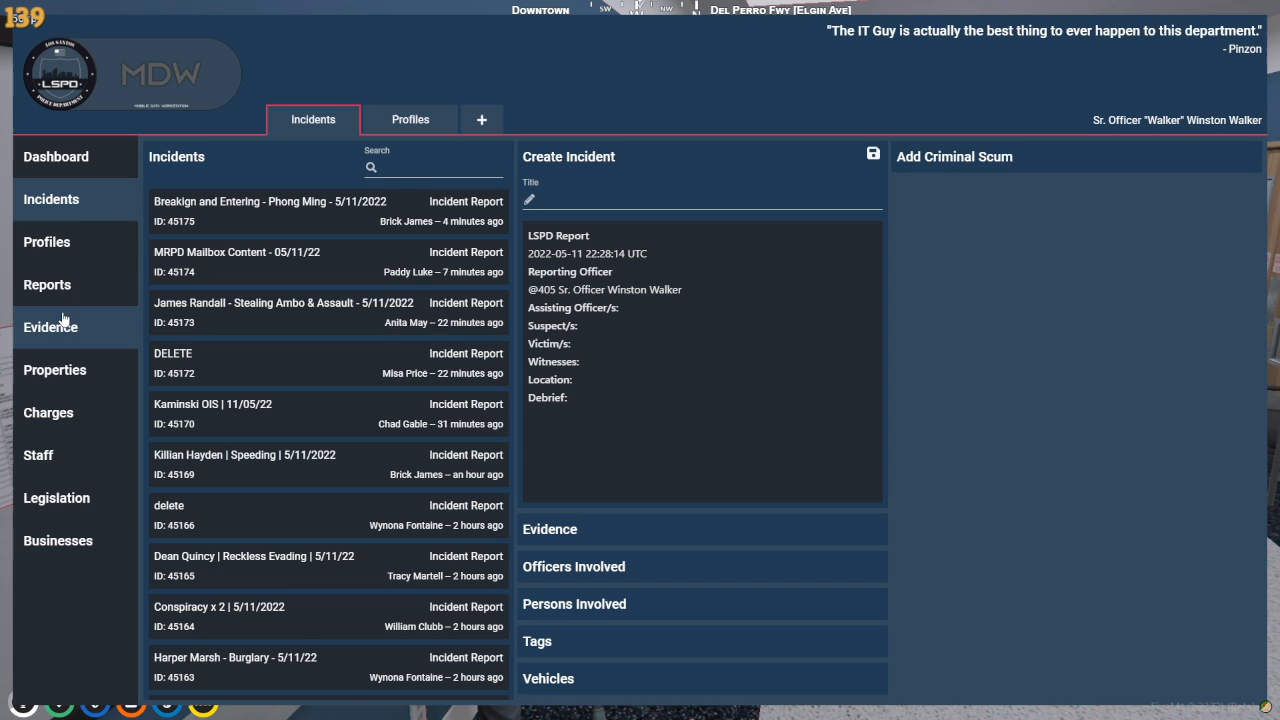 139
DOWNTOWN
SW
NW
DEL PERRO FWY [ELGIN AVE]
"The IT Guy is actually the best thing to ever happen to this department."
- Pinzon
LOS SANTOS
LSPD
POLICE DEPARTMENT
MDW
MOBILE DATA WORKSTATION
Incidents
Profiles
+
Sr. Officer "Walker" Winston Walker
Dashboard
Incidents
Profiles
Reports
Evidence
Properties
Charges
Staff
Legislation
Businesses
Incidents
Search
Breakign and Entering - Phong Ming - 5/11/2022 Incident Report
ID: 45175 Brick James – 4 minutes ago
MRPD Mailbox Content - 05/11/22 Incident Report
ID: 45174 Paddy Luke – 7 minutes ago
James Randall - Stealing Ambo & Assault - 5/11/2022 Incident Report
ID: 45173 Anita May – 22 minutes ago
DELETE Incident Report
ID: 45172 Misa Price – 22 minutes ago
Kaminski OIS | 11/05/22 Incident Report
ID: 45170 Chad Gable – 31 minutes ago
Killian Hayden | Speeding | 5/11/2022 Incident Report
ID: 45169 Brick James – an hour ago
delete Incident Report
ID: 45166 Wynona Fontaine – 2 hours ago
Dean Quincy | Reckless Evading | 5/11/22 Incident Report
ID: 45165 Tracy Martell – 2 hours ago
Conspiracy x 2 | 5/11/2022 Incident Report
ID: 45164 William Clubb – 2 hours ago
Harper Marsh - Burglary - 5/11/22 Incident Report
ID: 45163 Wynona Fontaine – 2 hours ago
Create Incident
Title
LSPD Report
2022-05-11 22:28:14 UTC
Reporting Officer
@405 Sr. Officer Winston Walker
Assisting Officer/s:
Suspect/s:
Victim/s:
Witnesses:
Location:
Debrief:
Evidence
Officers Involved
Persons Involved
Tags
Vehicles
Add Criminal Scum